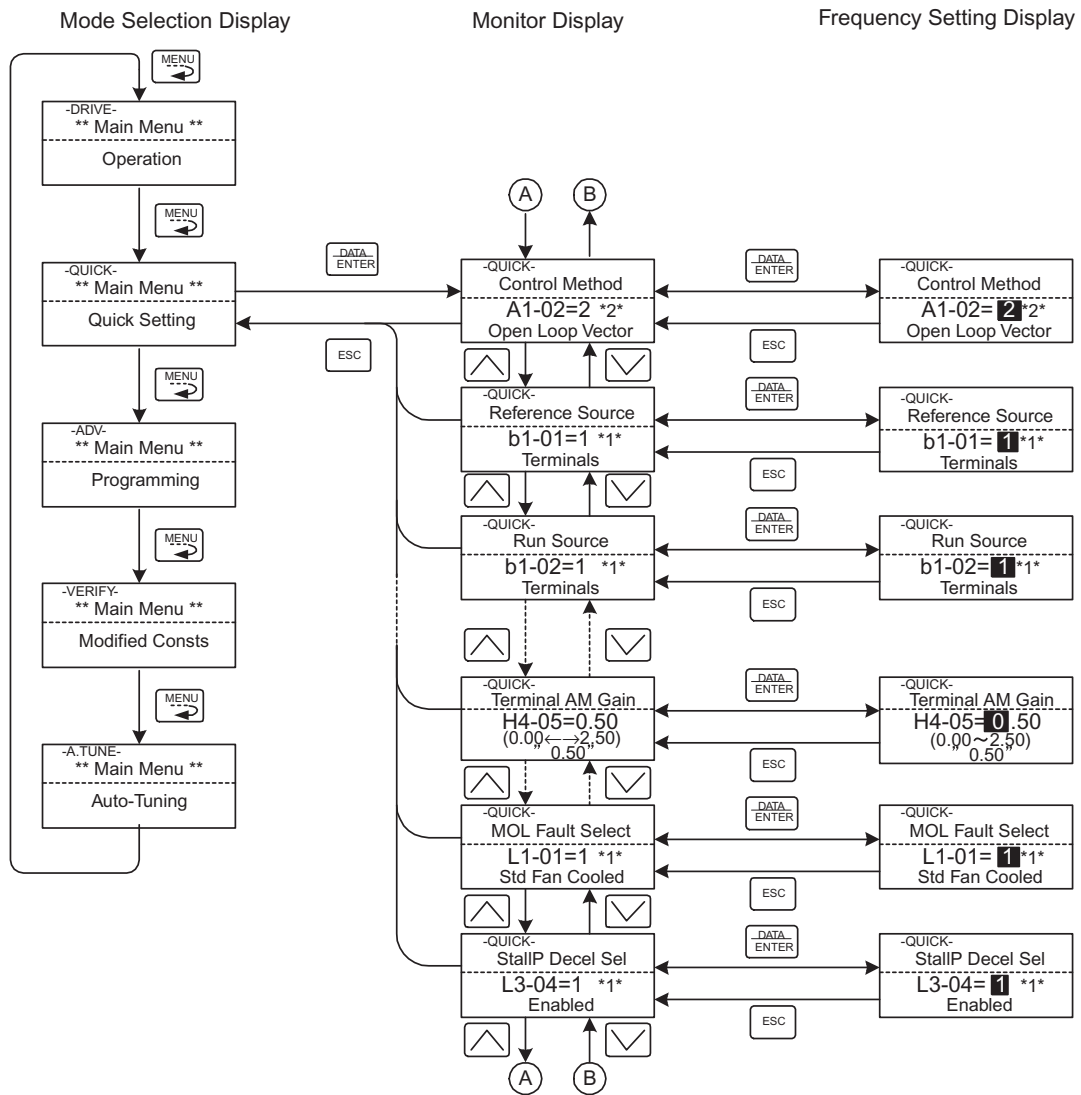 Mode Selection Display
Monitor Display
Frequency Setting Display
MENU
-DRIVE-
** Main Menu **
Operation
MENU
-QUICK-
** Main Menu **
Quick Setting
MENU
-ADV-
** Main Menu **
Programming
MENU
-VERIFY-
** Main Menu **
Modified Consts
MENU
-A.TUNE-
** Main Menu **
Auto-Tuning
DATA
ENTER
ESC
A
B
-QUICK-
Control Method
A1-02=2 *2*
Open Loop Vector
DATA
ENTER
ESC
-QUICK-
Control Method
A1-02= 2 *2*
Open Loop Vector
-QUICK-
Reference Source
b1-01=1 *1*
Terminals
DATA
ENTER
ESC
-QUICK-
Reference Source
b1-01= 1 *1*
Terminals
-QUICK-
Run Source
b1-02=1 *1*
Terminals
DATA
ENTER
ESC
-QUICK-
Run Source
b1-02= 1 *1*
Terminals
-QUICK-
Terminal AM Gain
H4-05=0.50
(0.00←→2.50)
” 0.50”
DATA
ENTER
ESC
-QUICK-
Terminal AM Gain
H4-05=0.50
(0.00~2.50)
” 0.50”
-QUICK-
MOL Fault Select
L1-01=1 *1*
Std Fan Cooled
DATA
ENTER
ESC
-QUICK-
MOL Fault Select
L1-01= 1 *1*
Std Fan Cooled
-QUICK-
StallP Decel Sel
L3-04=1 *1*
Enabled
DATA
ENTER
ESC
-QUICK-
StallP Decel Sel
L3-04= 1 *1*
Enabled
A
B